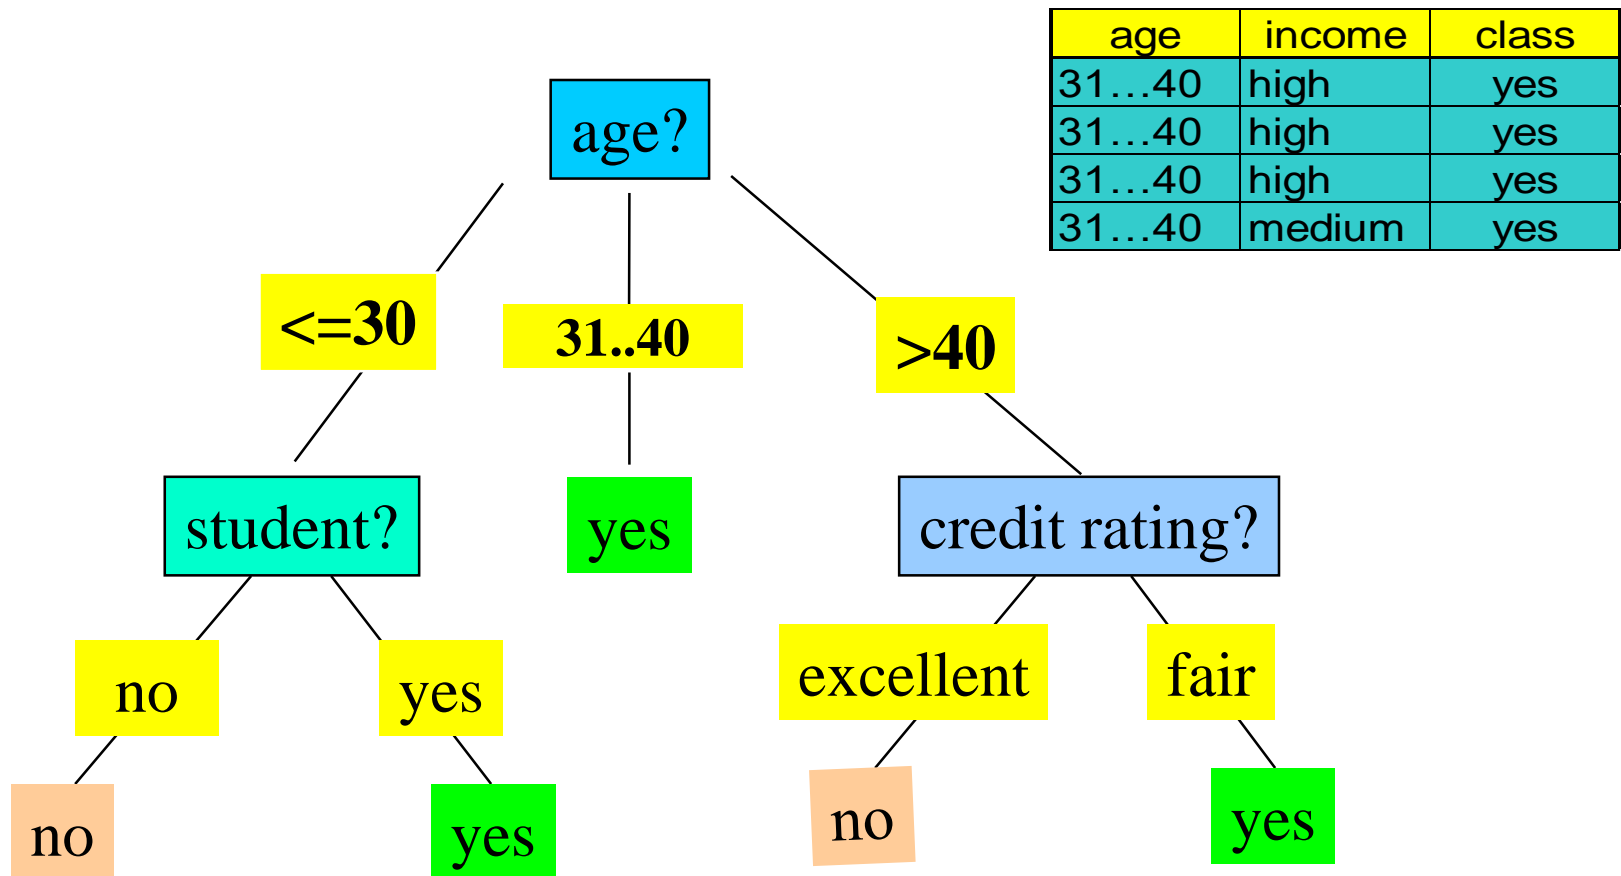 age income class
31…40 high yes
31…40 high yes
31…40 high yes
31…40 medium yes
age?
<=30
31..40
>40
student?
yes
credit rating?
no
yes
excellent
fair
no
yes
no
yes